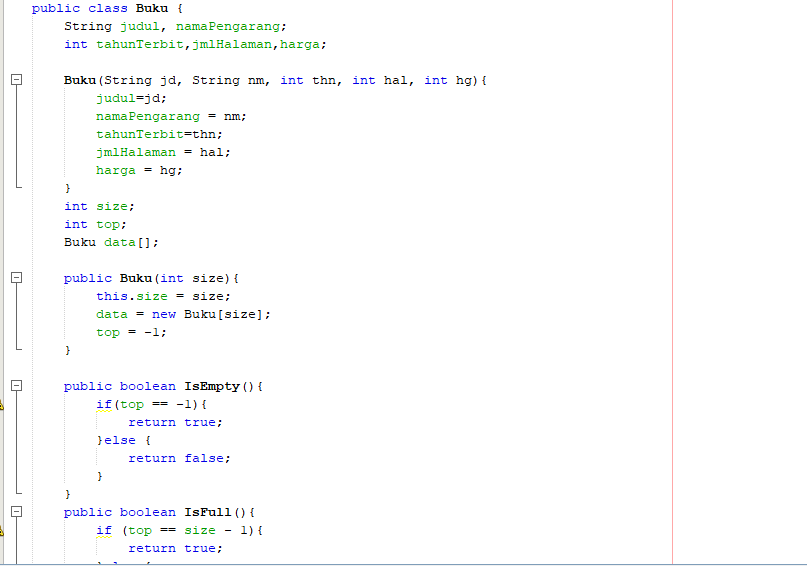 public class Buku {
    String judul, namaPengarang;
    int tahunTerbit,jmlHalaman,harga;
    Buku(String jd, String nm, int thn, int hal, int hg){
        judul=jd;
        namaPengarang = nm;
        tahunTerbit=thn;
        jmlHalaman = hal;
        harga = hg;
    }
    int size;
    int top;
    Buku data[];
    public Buku(int size){
        this.size = size;
        data = new Buku[size];
        top = -1;
    }
    public boolean IsEmpty(){
        if(top == -1){
            return true;
        }else {
            return false;
        }
    }
    public boolean IsFull(){
        if (top == size - 1){
            return true;